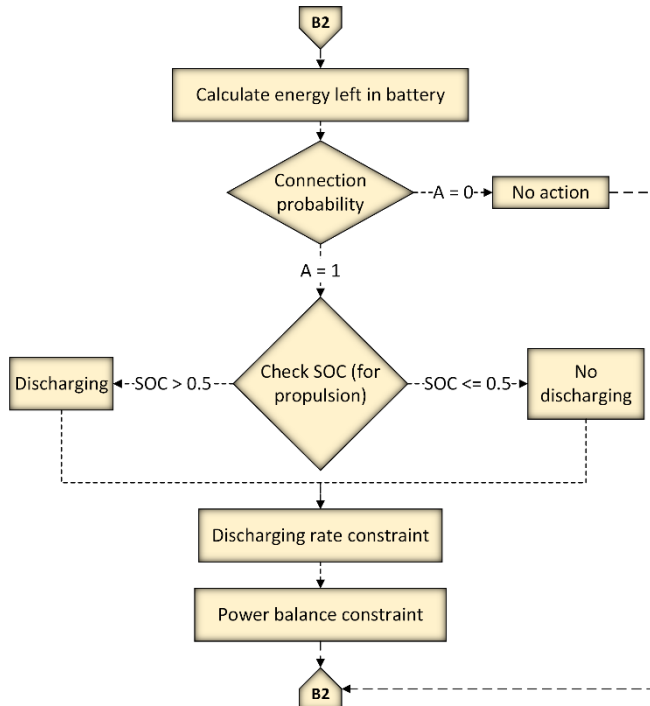 B2
Calculate energy left in battery
Connection
probability
A = 0
No action
A = 1
Discharging
SOC > 0.5
Check SOC (for
propulsion)
SOC <= 0.5
No
discharging
Discharging rate constraint
Power balance constraint
B2